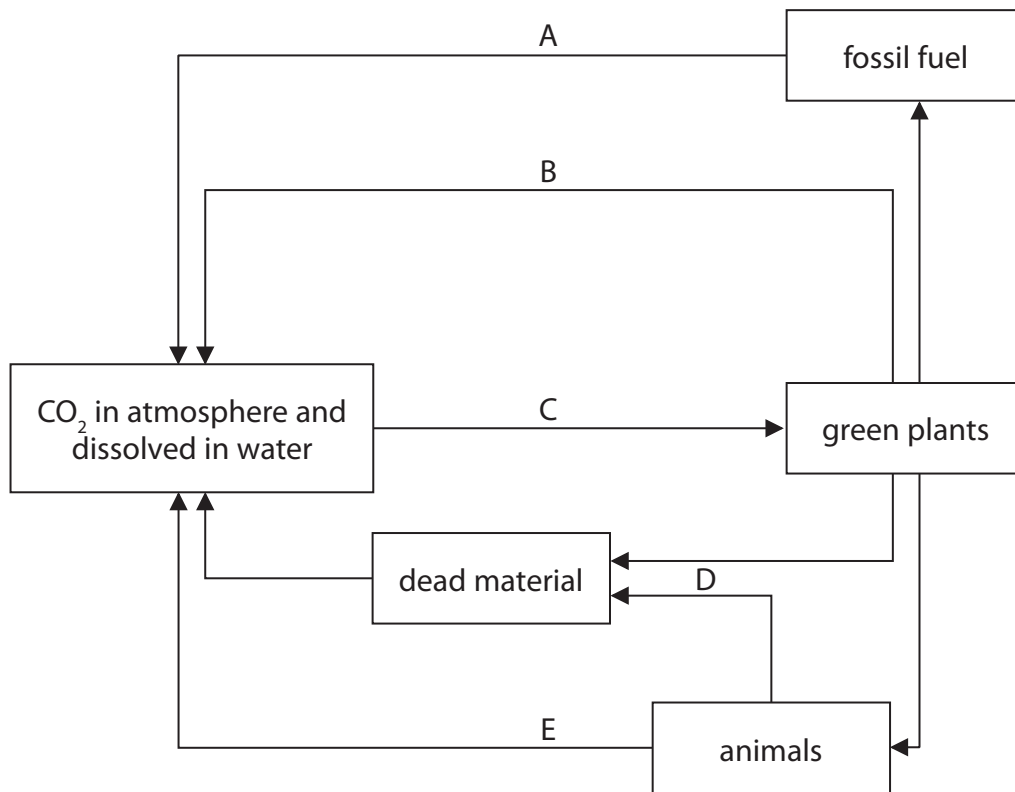 A
fossil fuel
B
CO₂ in atmosphere and
dissolved in water
C
green plants
dead material
D
E
animals